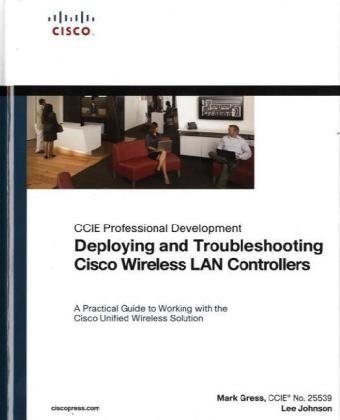 CISCO
CCIE Professional Development
Deploying and Troubleshooting
Cisco Wireless LAN Controllers
A Practical Guide to Working with the
Cisco Unified Wireless Solution
Mark Gress, CCIE® No. 25539
ciscopress.com
Lee Johnson